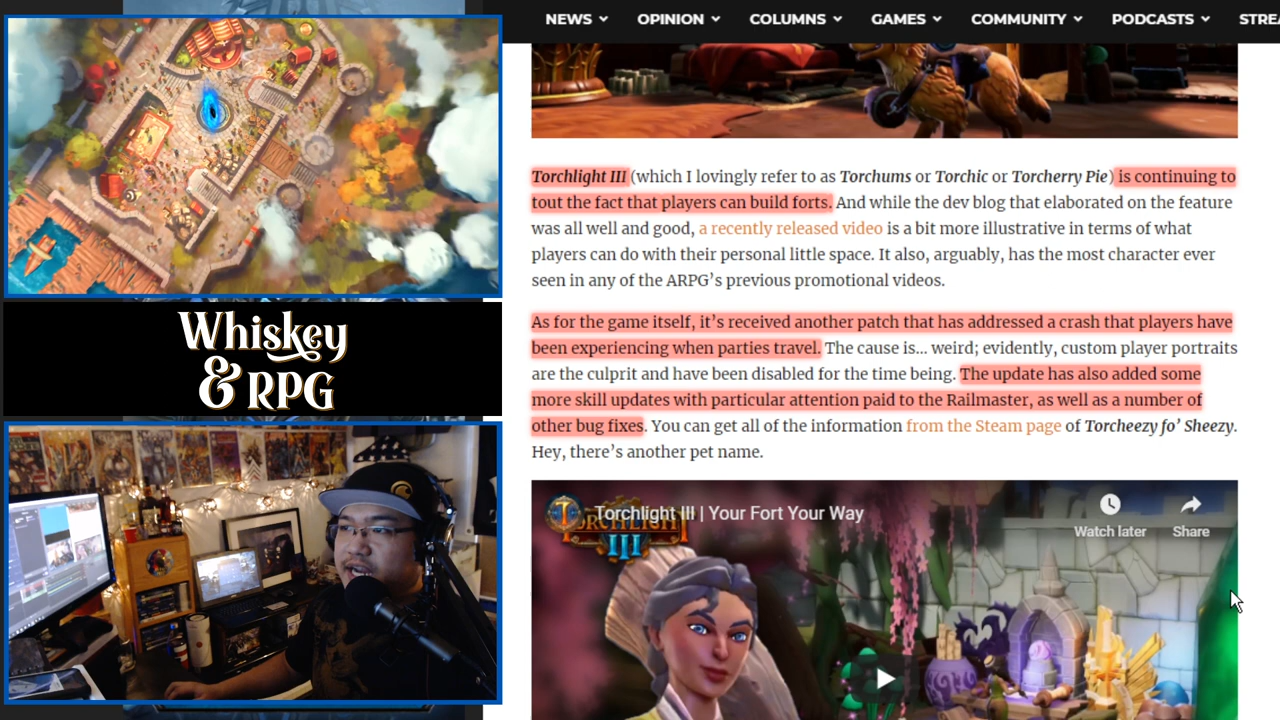 NEWS OPINION COLUMNS GAMES COMMUNITY PODCASTS STRE
Torchlight III (which I lovingly refer to as Torchums or Torchic or Torcherry Pie) is continuing to
tout the fact that players can build forts. And while the dev blog that elaborated on the feature
was all well and good, a recently released video is a bit more illustrative in terms of what
players can do with their personal little space. It also, arguably, has the most character ever
seen in any of the ARPG’s previous promotional videos.
As for the game itself, it’s received another patch that has addressed a crash that players have
been experiencing when parties travel. The cause is… weird; evidently, custom player portraits
are the culprit and have been disabled for the time being. The update has also added some
more skill updates with particular attention paid to the Railmaster, as well as a number of
other bug fixes. You can get all of the information from the Steam page of Torcheezy fo’ Sheezy.
Hey, there’s another pet name.
Torchlight III | Your Fort Your Way
Watch later Share
TORCHLIGHT
III
Whiskey
& RPG